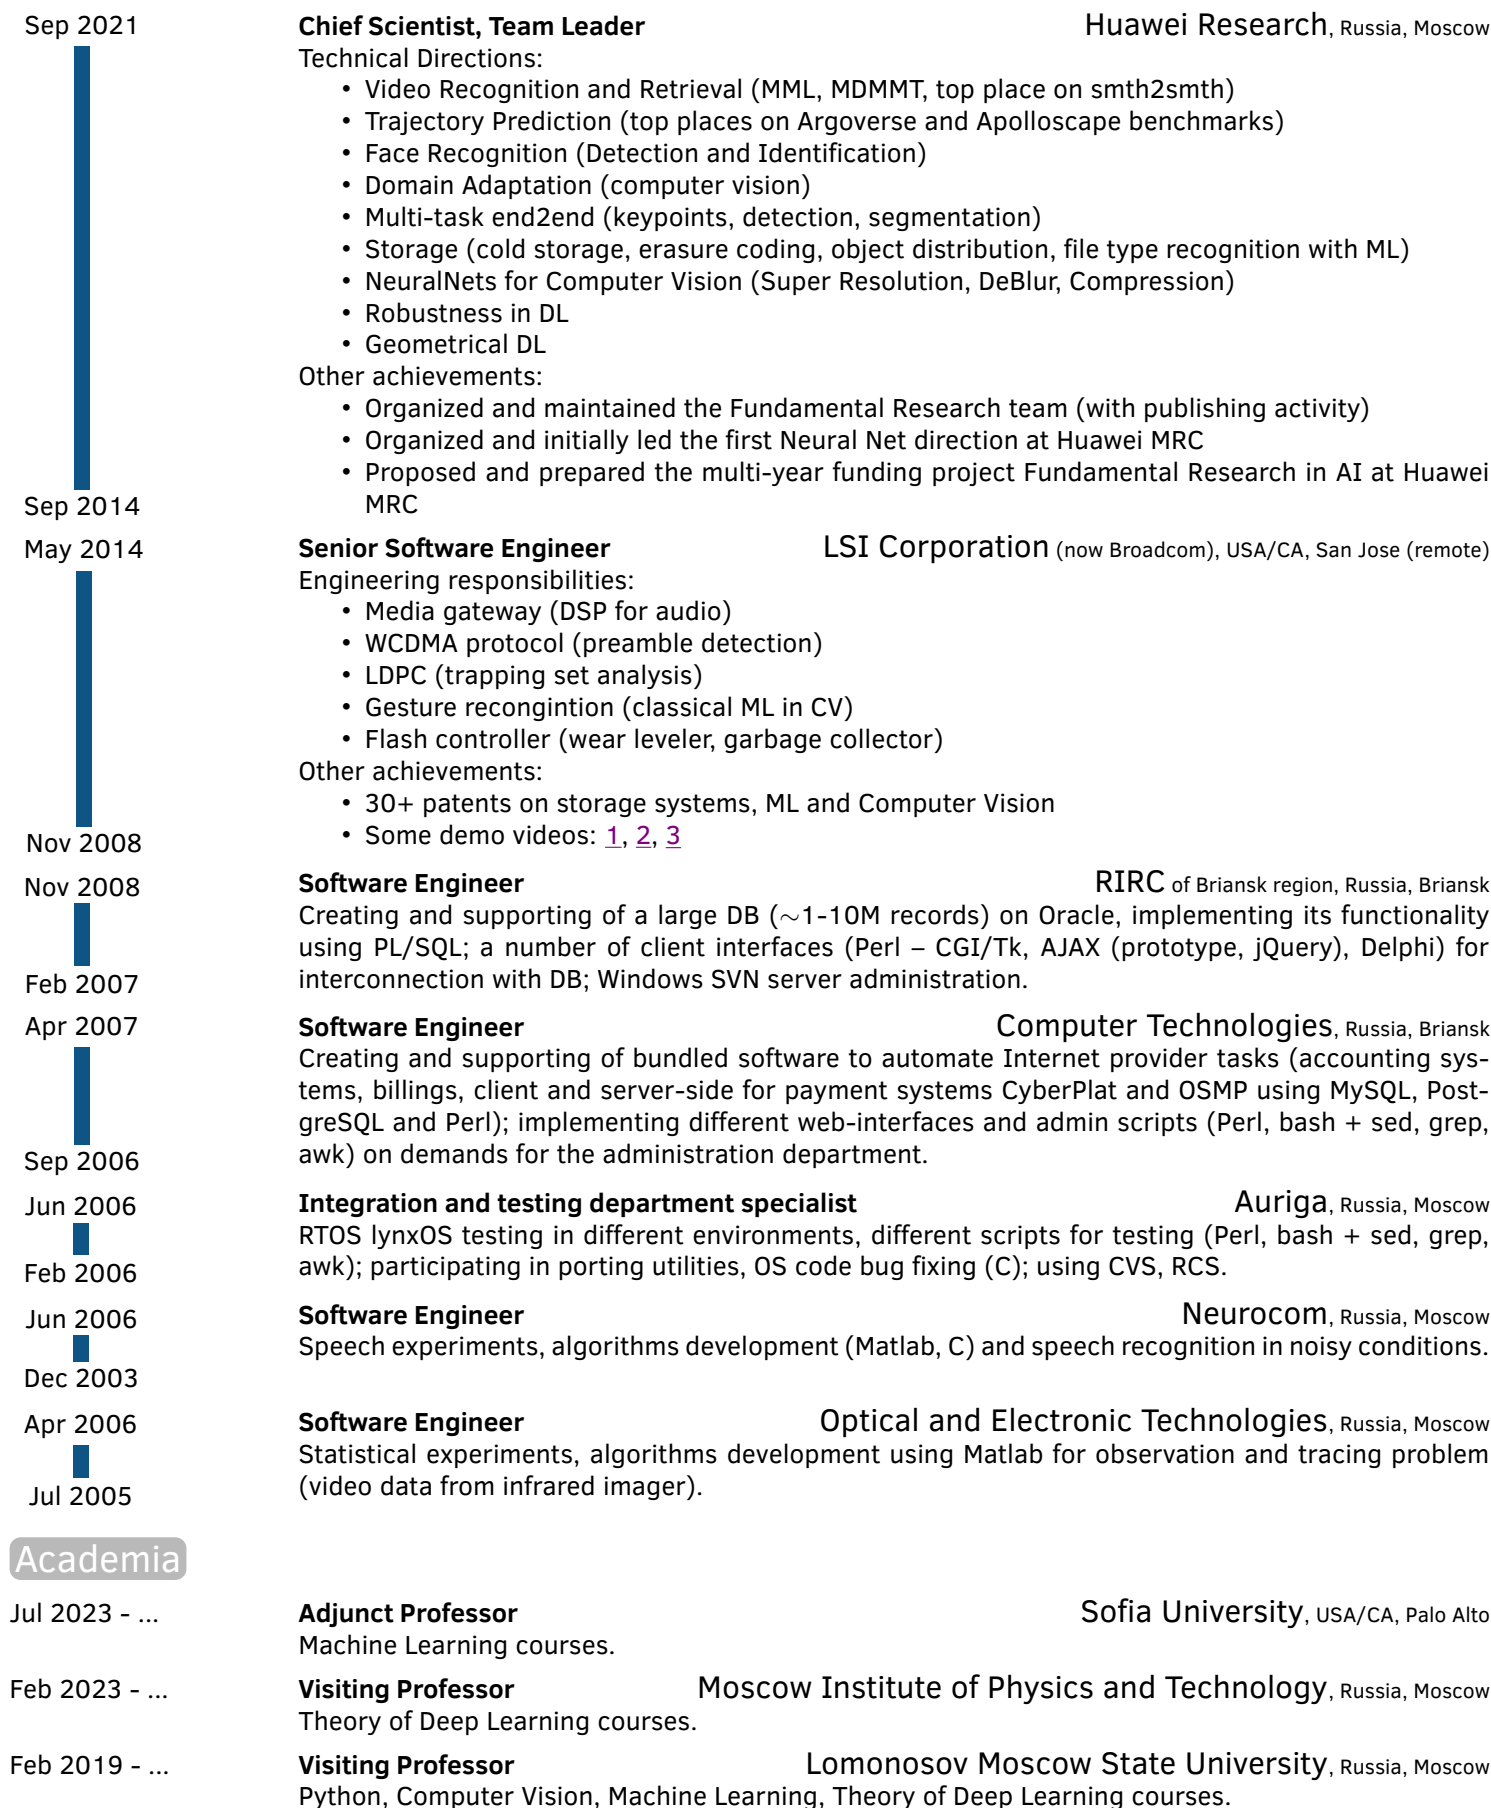 Sep 2021
Chief Scientist, Team Leader Huawei Research, Russia, Moscow
Technical Directions:
• Video Recognition and Retrieval (MML, MDMMT, top place on smth2smth)
• Trajectory Prediction (top places on Argoverse and Apolloscape benchmarks)
• Face Recognition (Detection and Identification)
• Domain Adaptation (computer vision)
• Multi-task end2end (keypoints, detection, segmentation)
• Storage (cold storage, erasure coding, object distribution, file type recognition with ML)
• NeuralNets for Computer Vision (Super Resolution, DeBlur, Compression)
• Robustness in DL
• Geometrical DL
Other achievements:
• Organized and maintained the Fundamental Research team (with publishing activity)
• Organized and initially led the first Neural Net direction at Huawei MRC
• Proposed and prepared the multi-year funding project Fundamental Research in AI at Huawei
MRC
Sep 2014
May 2014
Senior Software Engineer LSI Corporation (now Broadcom), USA/CA, San Jose (remote)
Engineering responsibilities:
• Media gateway (DSP for audio)
• WCDMA protocol (preamble detection)
• LDPC (trapping set analysis)
• Gesture recongintion (classical ML in CV)
• Flash controller (wear leveler, garbage collector)
Other achievements:
• 30+ patents on storage systems, ML and Computer Vision
• Some demo videos: 1, 2, 3
Nov 2008
Nov 2008
Software Engineer RIRC of Briansk region, Russia, Briansk
Creating and supporting of a large DB (∼1-10M records) on Oracle, implementing its functionality
using PL/SQL; a number of client interfaces (Perl – CGI/Tk, AJAX (prototype, jQuery), Delphi) for
interconnection with DB; Windows SVN server administration.
Feb 2007
Apr 2007
Software Engineer Computer Technologies, Russia, Briansk
Creating and supporting of bundled software to automate Internet provider tasks (accounting sys-
tems, billings, client and server-side for payment systems CyberPlat and OSMP using MySQL, Post-
greSQL and Perl); implementing different web-interfaces and admin scripts (Perl, bash + sed, grep,
awk) on demands for the administration department.
Sep 2006
Jun 2006
Integration and testing department specialist Auriga, Russia, Moscow
RTOS lynxOS testing in different environments, different scripts for testing (Perl, bash + sed, grep,
awk); participating in porting utilities, OS code bug fixing (C); using CVS, RCS.
Feb 2006
Jun 2006
Software Engineer Neurocom, Russia, Moscow
Speech experiments, algorithms development (Matlab, C) and speech recognition in noisy conditions.
Dec 2003
Apr 2006
Software Engineer Optical and Electronic Technologies, Russia, Moscow
Statistical experiments, algorithms development using Matlab for observation and tracing problem
(video data from infrared imager).
Jul 2005
Academia
Jul 2023 - ... Adjunct Professor Sofia University, USA/CA, Palo Alto
Machine Learning courses.
Feb 2023 - ... Visiting Professor Moscow Institute of Physics and Technology, Russia, Moscow
Theory of Deep Learning courses.
Feb 2019 - ... Visiting Professor Lomonosov Moscow State University, Russia, Moscow
Python, Computer Vision, Machine Learning, Theory of Deep Learning courses.